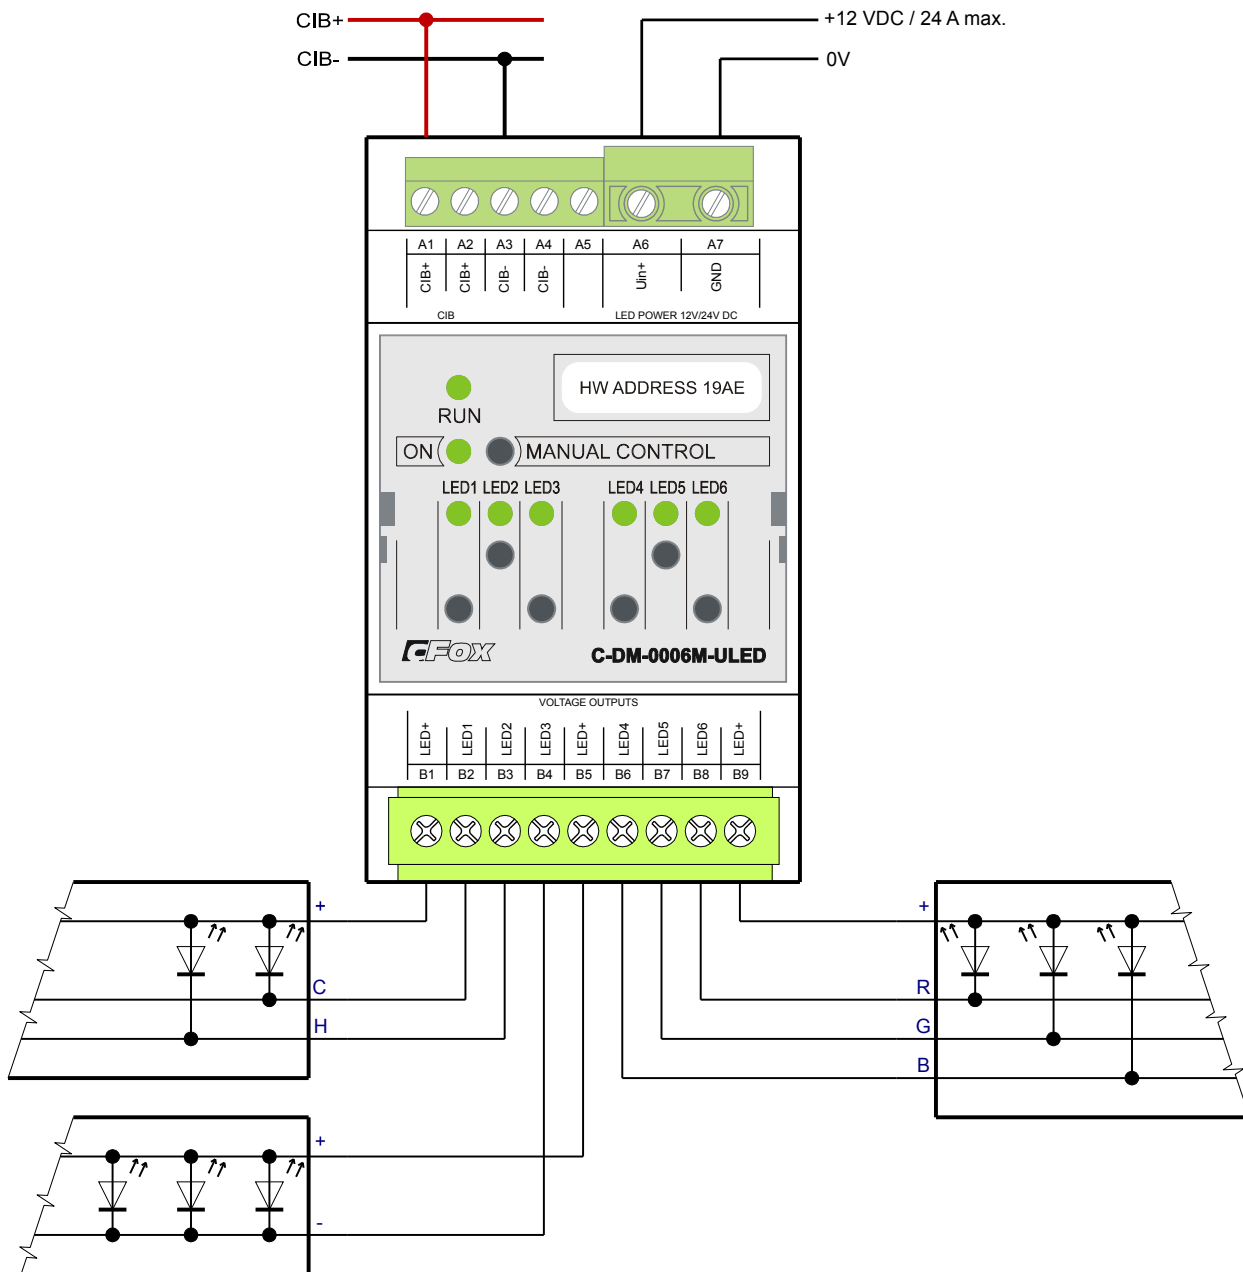 CIB+
+12 VDC / 24 A max.
CIB-
0V
A1 A2 A3 A4 A5 A6 A7
CIB+ CIB+ CIB- CIB- Uin+ GND
CIB LED POWER 12V/24V DC
HW ADDRESS 19AE
RUN
ON MANUAL CONTROL
LED1 LED2 LED3 LED4 LED5 LED6
CFOX C-DM-0006M-ULED
VOLTAGE OUTPUTS
LED+ LED1 LED2 LED3 LED+ LED4 LED5 LED6 LED+
B1 B2 B3 B4 B5 B6 B7 B8 B9
+
C
H
+
-
+
R
G
B